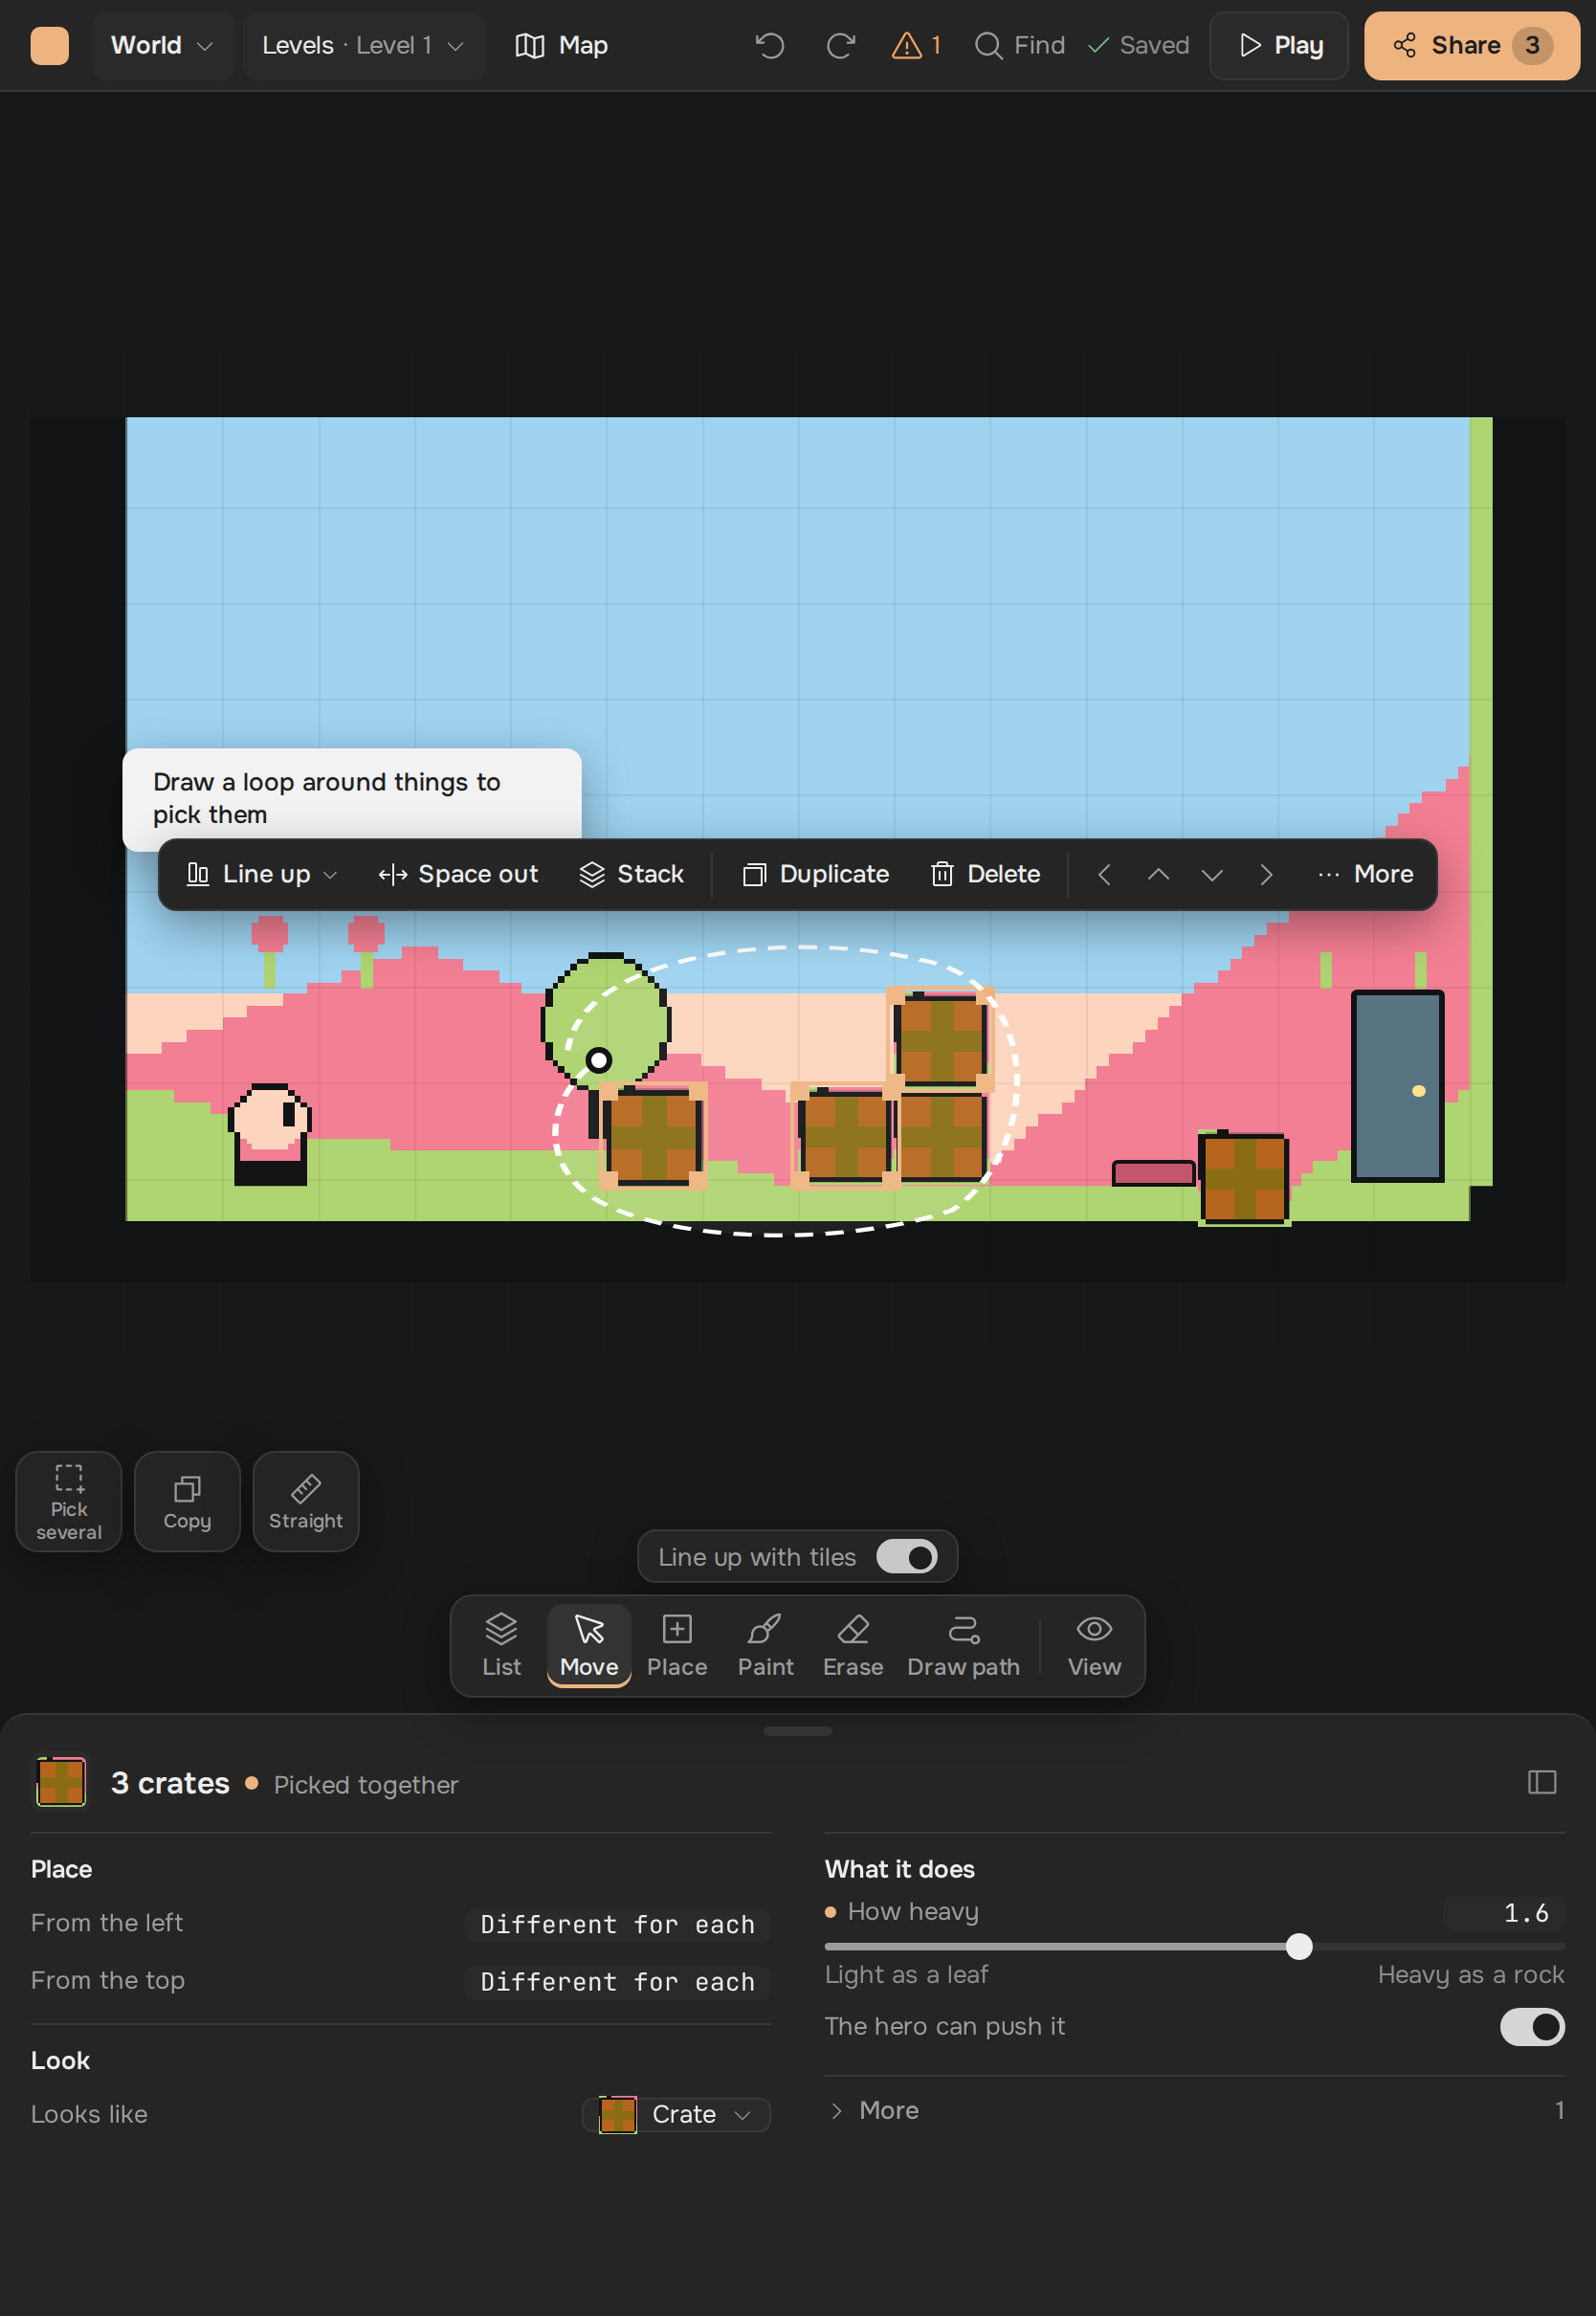 World
Levels · Level 1
Map
1
Find
Saved
Play
Share 3
Draw a loop around things to
pick them
Line up
Space out
Stack
Duplicate
Delete
More
Pick
several
Copy
Straight
Line up with tiles
List
Move
Place
Paint
Erase
Draw path
View
3 crates
Picked together
Place
From the left
Different for each
From the top
Different for each
Look
Looks like
Crate
What it does
How heavy
1.6
Light as a leaf
Heavy as a rock
The hero can push it
More
1